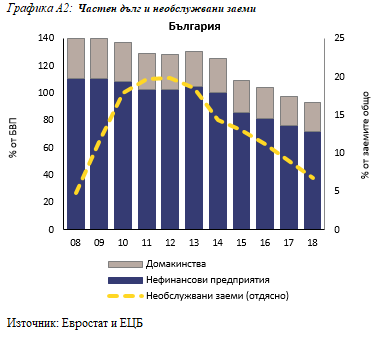 Графика А2: Частен дълг и необслужвани заеми
България
140
120
100
80
60
40
20
0
% от БВП
25
20
15
10
5
0
% от заемите общо
08 09 10 11 12 13 14 15 16 17 18
Домакинства
Нефинансови предприятия
Необслужвани заеми (отдясно)
Източник: Евростат и ЕЦБ